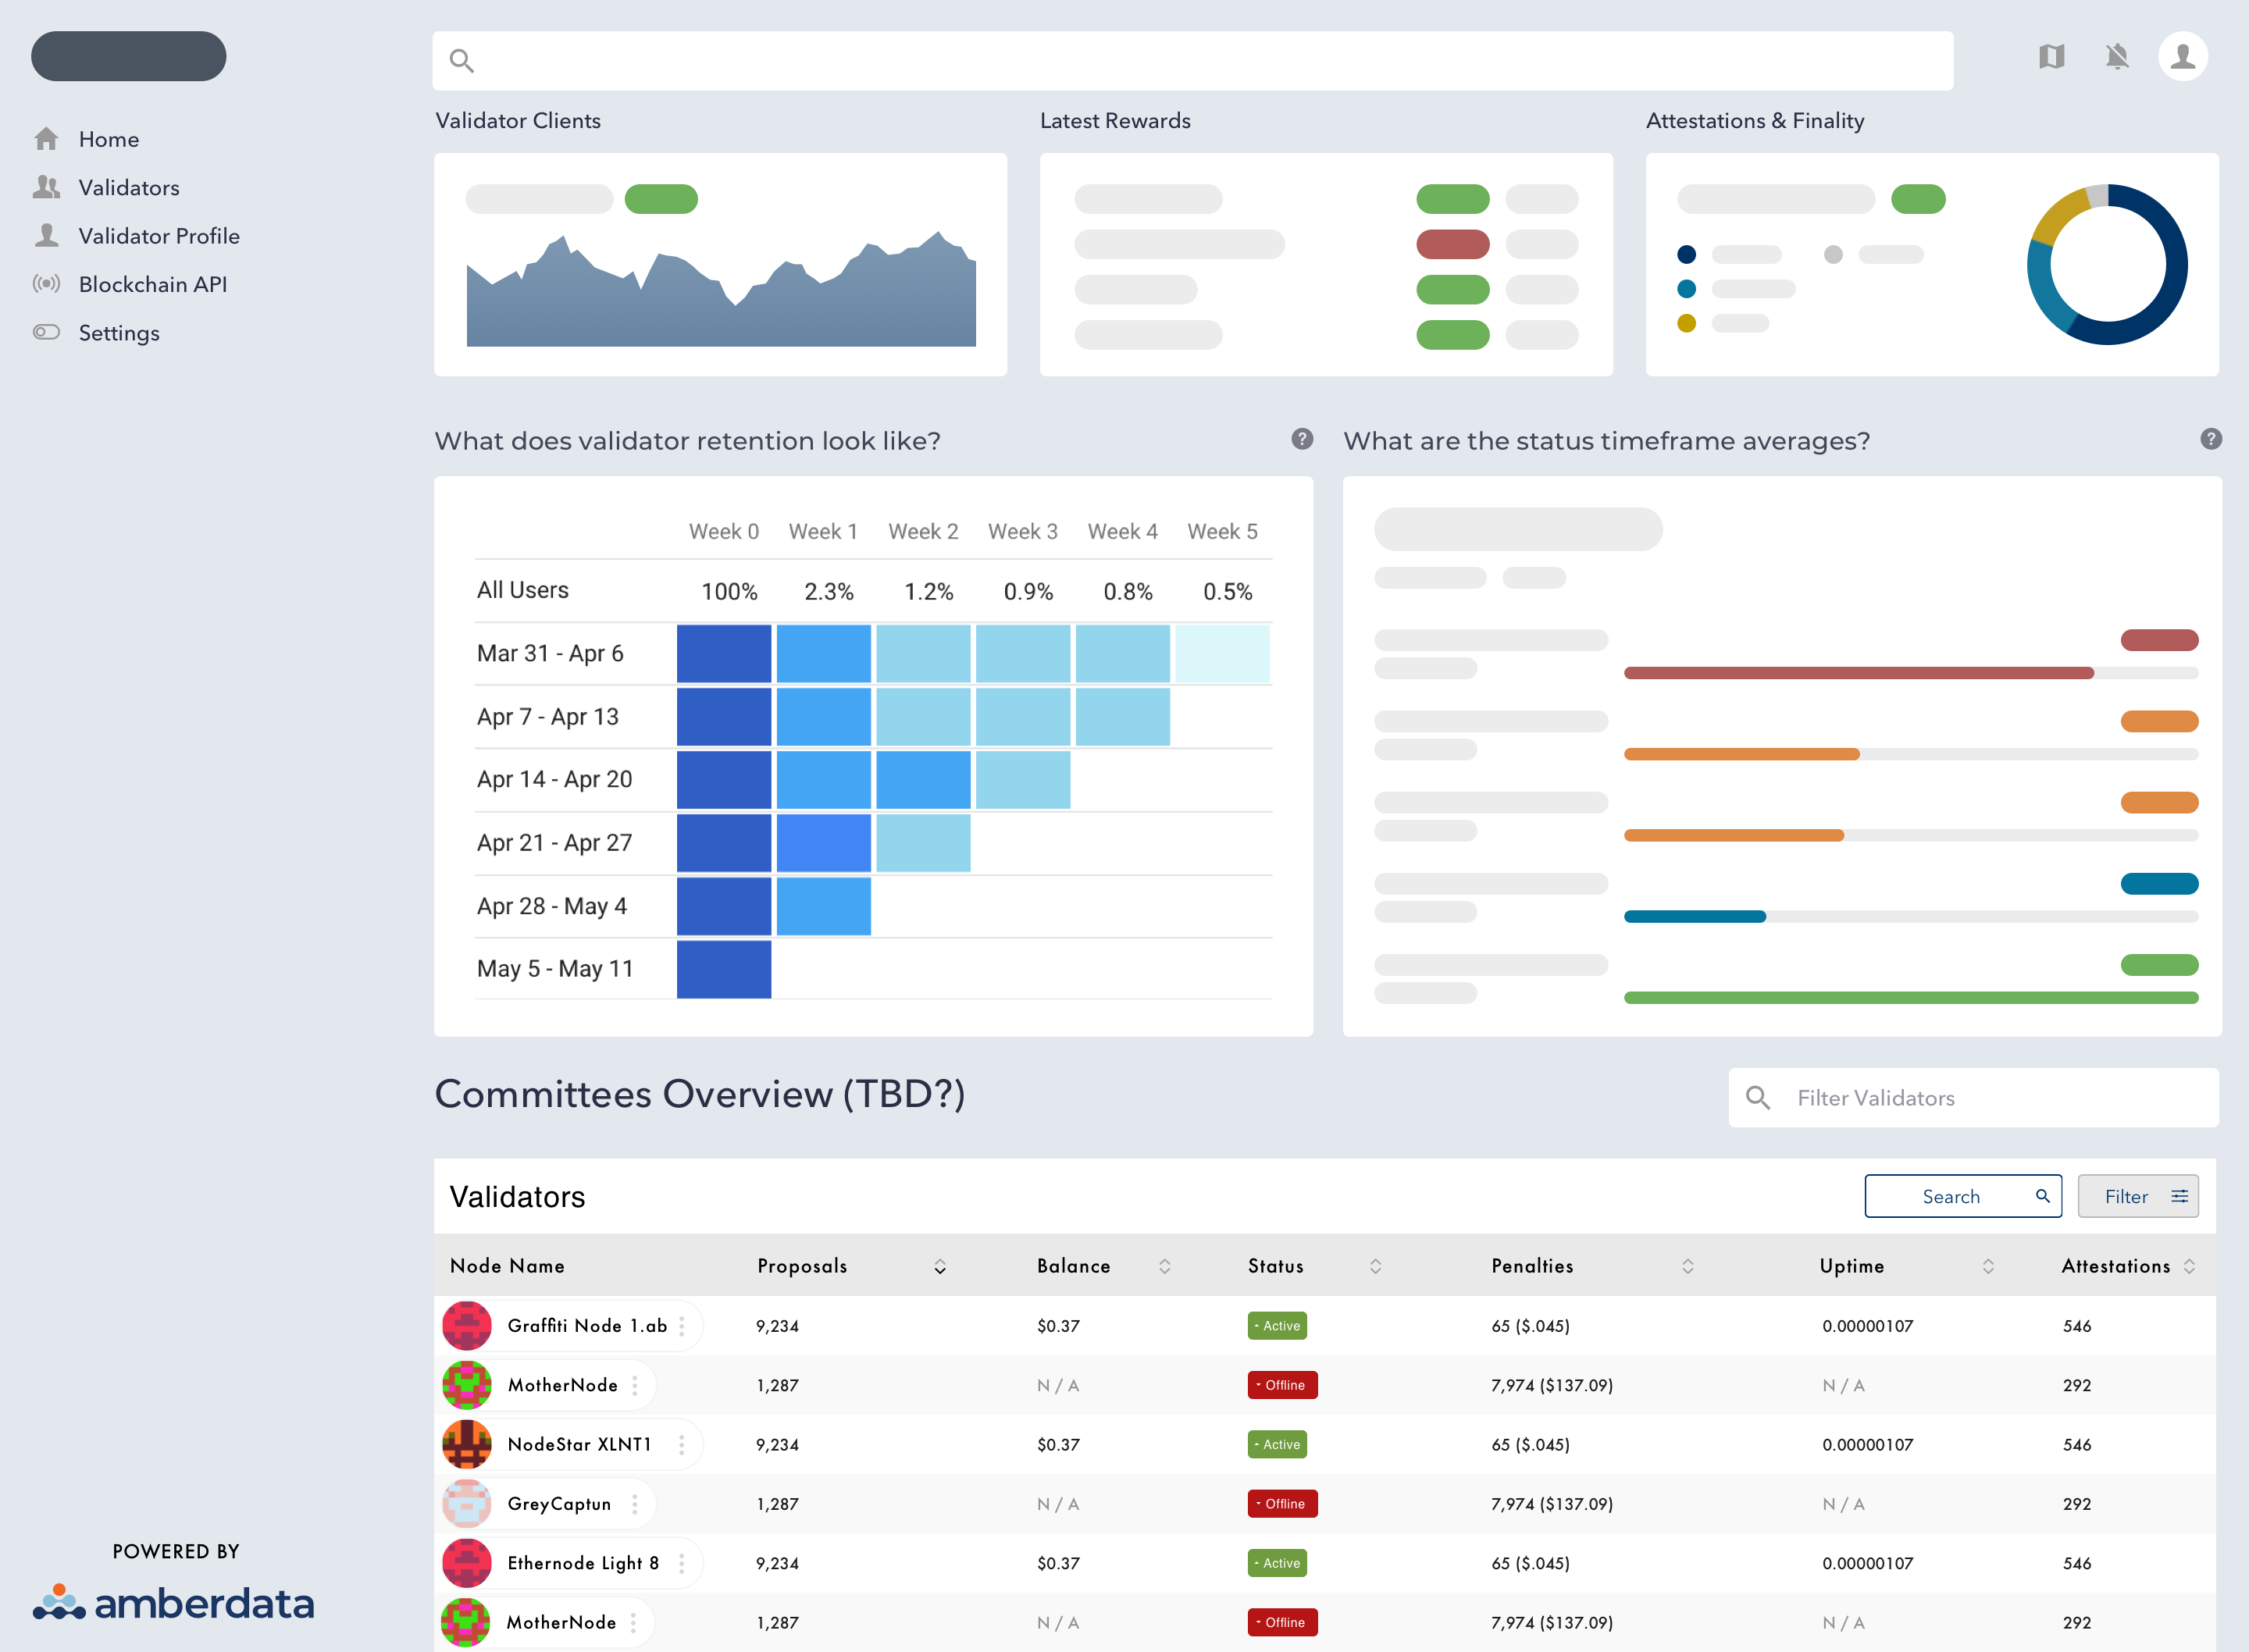 Home
Validators
Validator Profile
Blockchain API
Settings
POWERED BY
amberdata
Validator Clients
Latest Rewards
Attestations & Finality
What does validator retention look like?
?
What are the status timeframe averages?
?
Week 0 Week 1 Week 2 Week 3 Week 4 Week 5
All Users 100% 2.3% 1.2% 0.9% 0.8% 0.5%
Mar 31 - Apr 6
Apr 7 - Apr 13
Apr 14 - Apr 20
Apr 21 - Apr 27
Apr 28 - May 4
May 5 - May 11
Committees Overview (TBD?)
Filter Validators
Validators
Search
Filter
Node Name Proposals Balance Status Penalties Uptime Attestations
Graffiti Node 1.ab 9,234 $0.37 Active 65 ($.045) 0.00000107 546
MotherNode 1,287 N / A Offline 7,974 ($137.09) N / A 292
NodeStar XLNT1 9,234 $0.37 Active 65 ($.045) 0.00000107 546
GreyCaptun 1,287 N / A Offline 7,974 ($137.09) N / A 292
Ethernode Light 8 9,234 $0.37 Active 65 ($.045) 0.00000107 546
MotherNode 1,287 N / A Offline 7,974 ($137.09) N / A 292